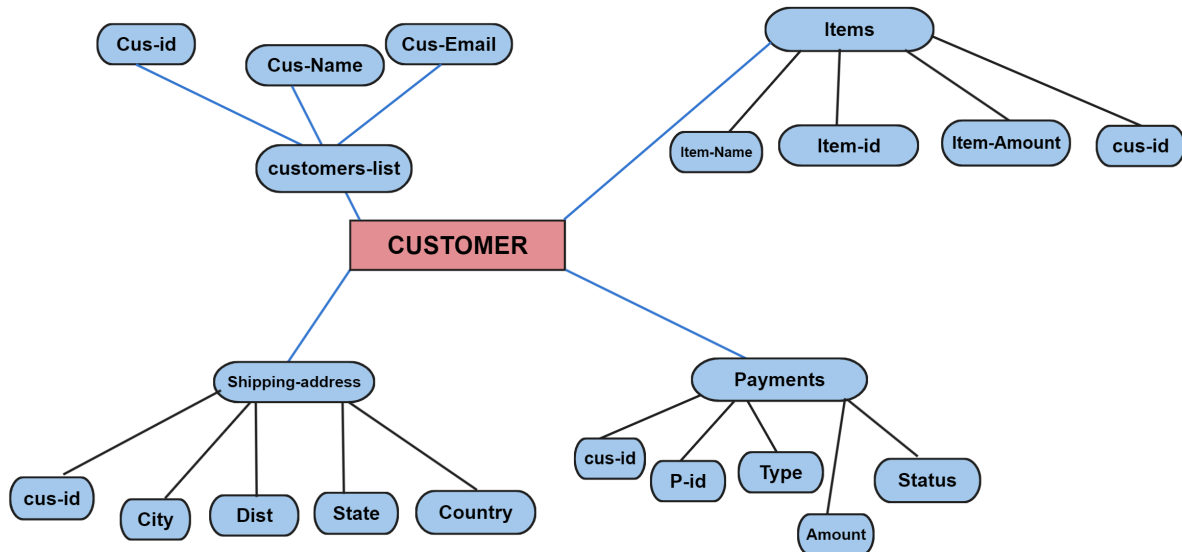 Cus-id
Cus-Name
Cus-Email
customers-list
Items
Item-Name
Item-id
Item-Amount
cus-id
CUSTOMER
Shipping-address
cus-id
City
Dist
State
Country
Payments
cus-id
P-id
Type
Amount
Status